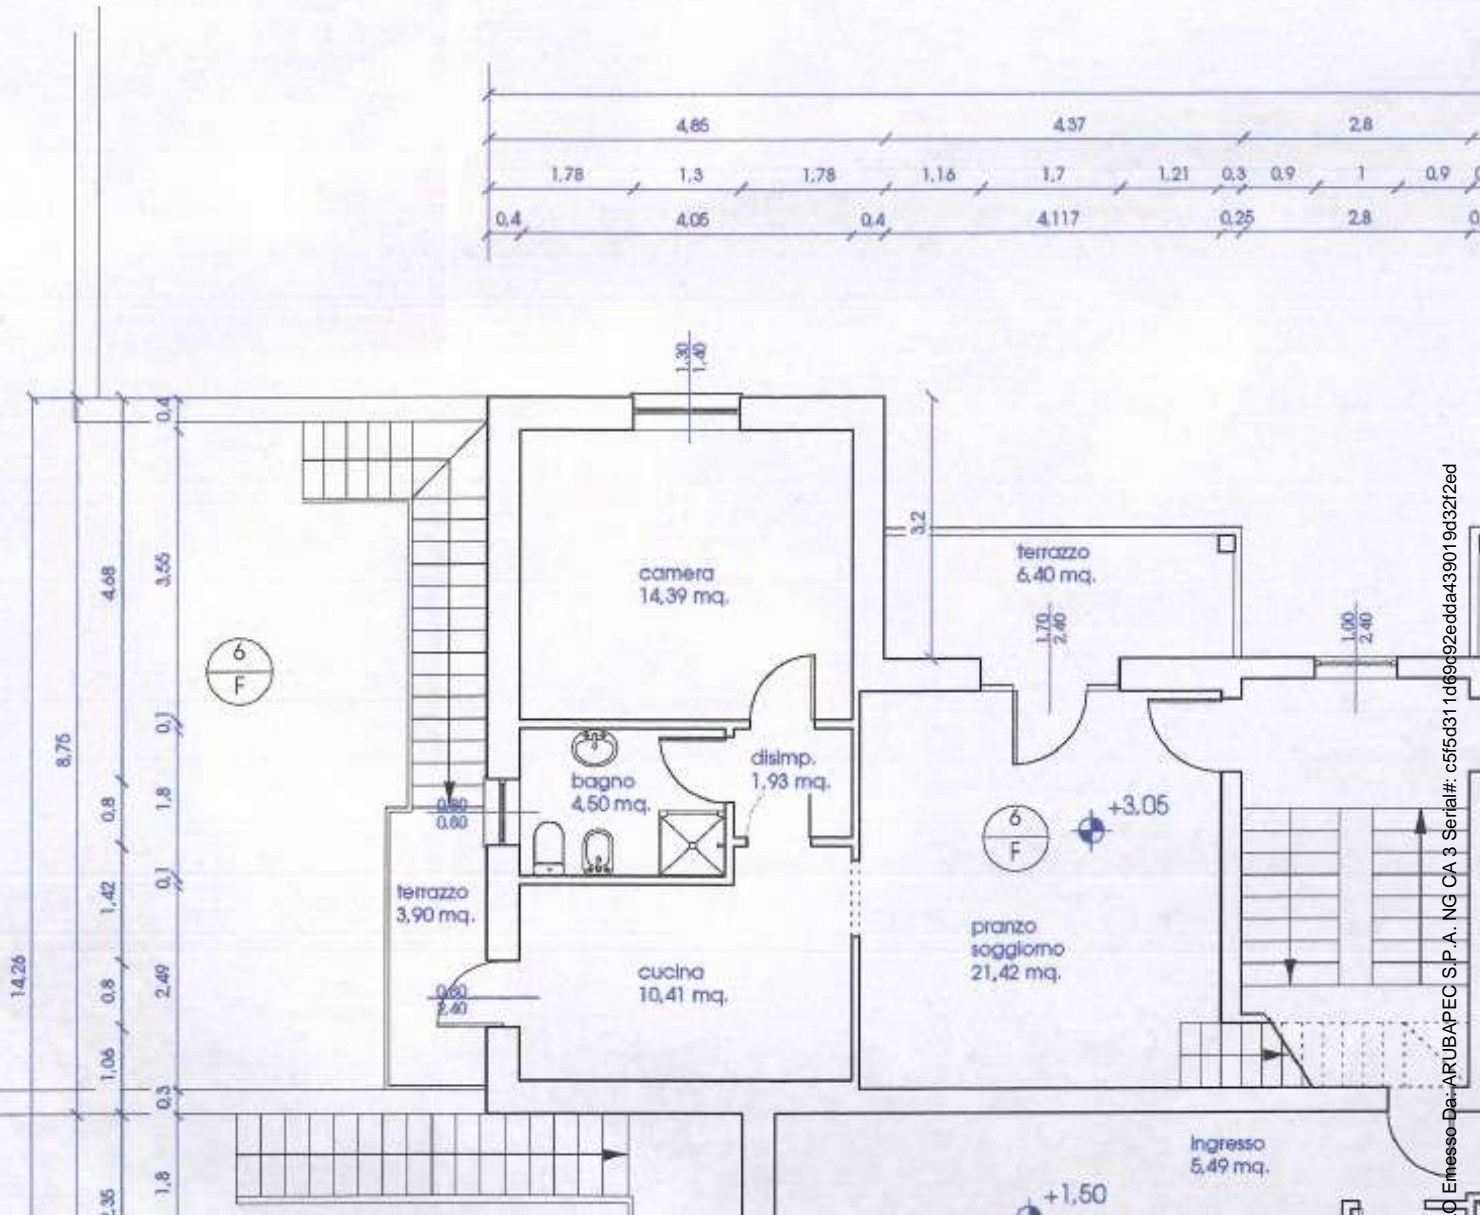 4,85 4,37 2,8
1,78 1,3 1,78 1,16 1,7 1,21 0,3 0,9 1 0,9
0,4 4,05 0,4 4,117 0,25 2,8
1,30
1,40
0,4
3,55
0,1
1,8
0,1
2,49
0,3
1,8
4,68
0,8
1,42
0,8
1,06
8,75
14,26
3,2
camera
14,39 mq.
terrazzo
6,40 mq.
1,70
2,40
1,00
2,40
6
F
bagno
4,50 mq.
disimp.
1,93 mq.
0,80
0,80
+3,05
6
F
terrazzo
3,90 mq.
pranzo
soggiorno
21,42 mq.
cucina
10,41 mq.
0,80
2,40
Ingresso
5,49 mq.
+1,50
Emesso Da: ARUBAPEC S.P.A. NG CA 3 Serial#: c5f5d311d69c92edda439019d32f2ed